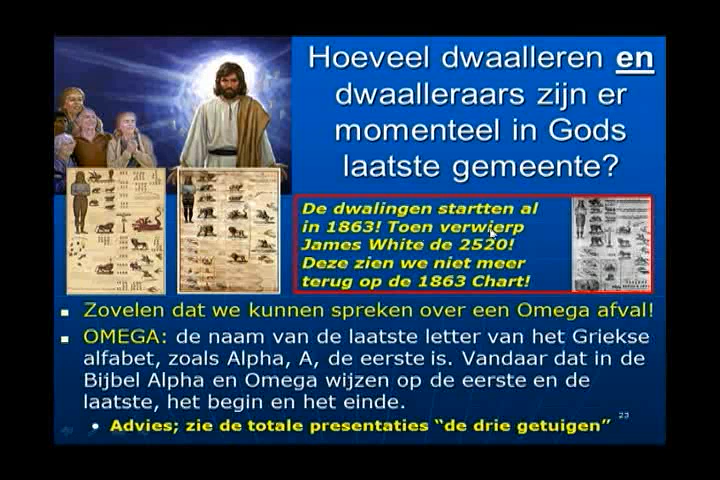 Hoeveel dwaalleren en
dwaalleraars zijn er
momenteel in Gods
laatste gemeente?
De dwalingen startten al
in 1863! Toen verwierp
James White de 2520!
Deze zien we niet meer
terug op de 1863 Chart!
Zovelen dat we kunnen spreken over een Omega afval!
OMEGA: de naam van de laatste letter van het Griekse
alfabet, zoals Alpha, A, de eerste is. Vandaar dat in de
Bijbel Alpha en Omega wijzen op de eerste en de
laatste, het begin en het einde.
23
• Advies; zie de totale presentaties “de drie getuigen”